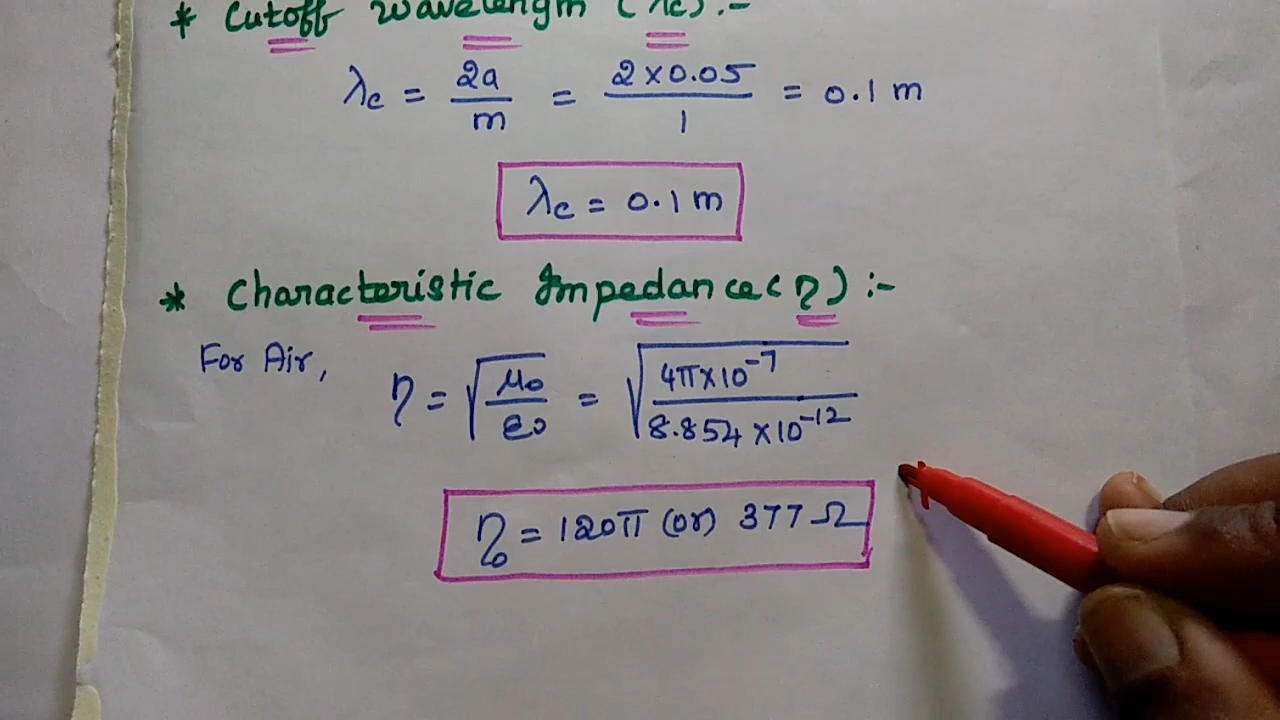 * Cutoff Wavelength (λc) :-
λc = 2a/m = 2×0.05/1 = 0.1 m
λc = 0.1 m
* Characteristic Impedance (η) :-
For Air, η = √(μ0/ε0) = √(4π×10⁻⁷/8.854×10⁻¹²)
η0 = 120π (or) 377 Ω